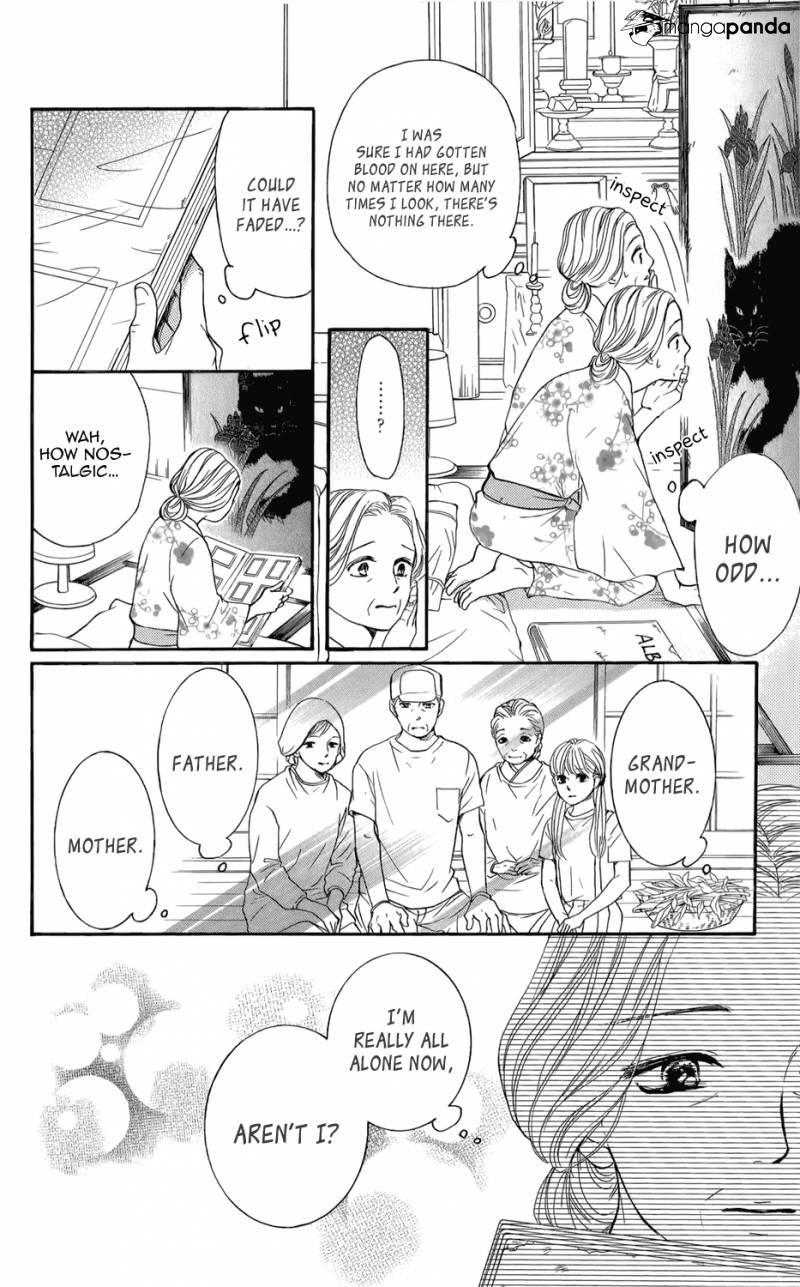 mangapanda
I WAS
SURE I HAD GOTTEN
BLOOD ON HERE, BUT
NO MATTER HOW MANY
TIMES I LOOK, THERE'S
NOTHING THERE.
inspect
inspect
HOW
ODD...
ALB
......?
COULD
IT HAVE
FADED...?
flip
WAH,
HOW NOS-
TALGIC...
GRAND-
MOTHER.
FATHER.
MOTHER.
I'M
REALLY ALL
ALONE NOW,
AREN'T I?